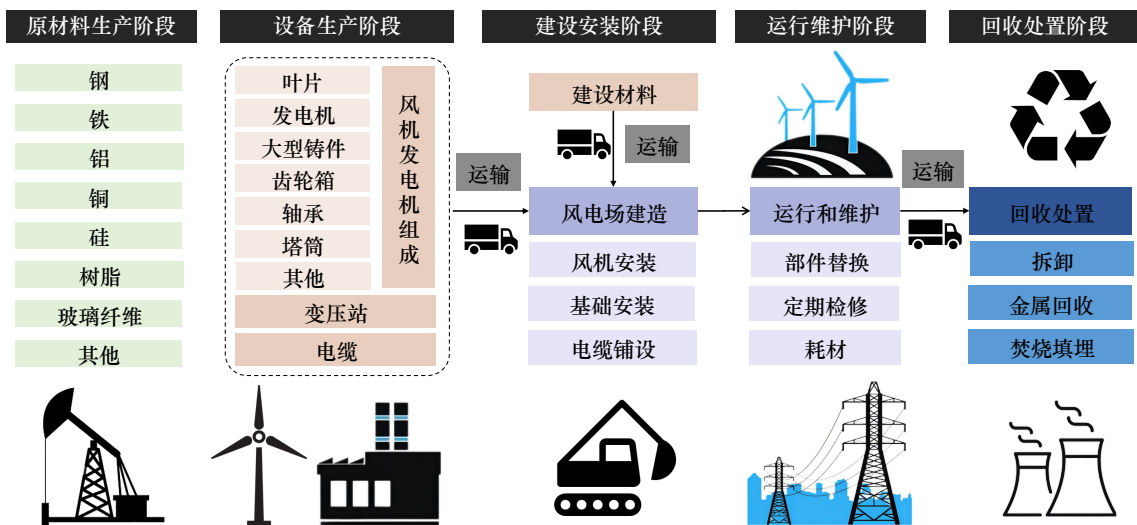 原材料生产阶段
钢
铁
铝
铜
硅
树脂
玻璃纤维
其他
设备生产阶段
叶片
发电机
大型铸件
齿轮箱
轴承
塔筒
其他
风机发电机组成
变压站
电缆
运输
建设安装阶段
建设材料
运输
风电场建造
风机安装
基础安装
电缆铺设
运行维护阶段
运行和维护
部件替换
定期检修
耗材
运输
回收处置阶段
回收处置
拆卸
金属回收
焚烧填埋